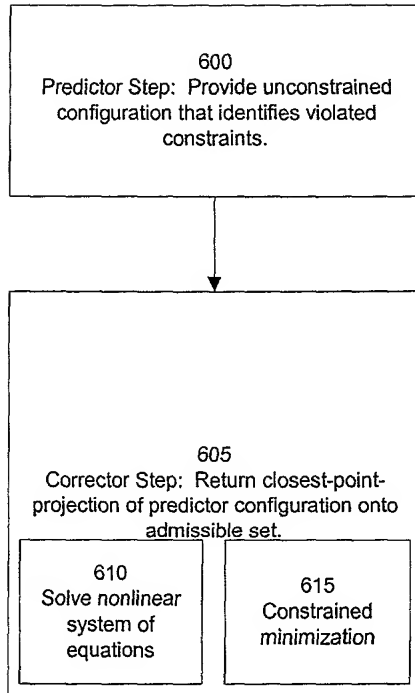 600
Predictor Step: Provide unconstrained
configuration that identifies violated
constraints.
605
Corrector Step: Return closest-point-
projection of predictor configuration onto
admissible set.
610
Solve nonlinear
system of
equations
615
Constrained
minimization